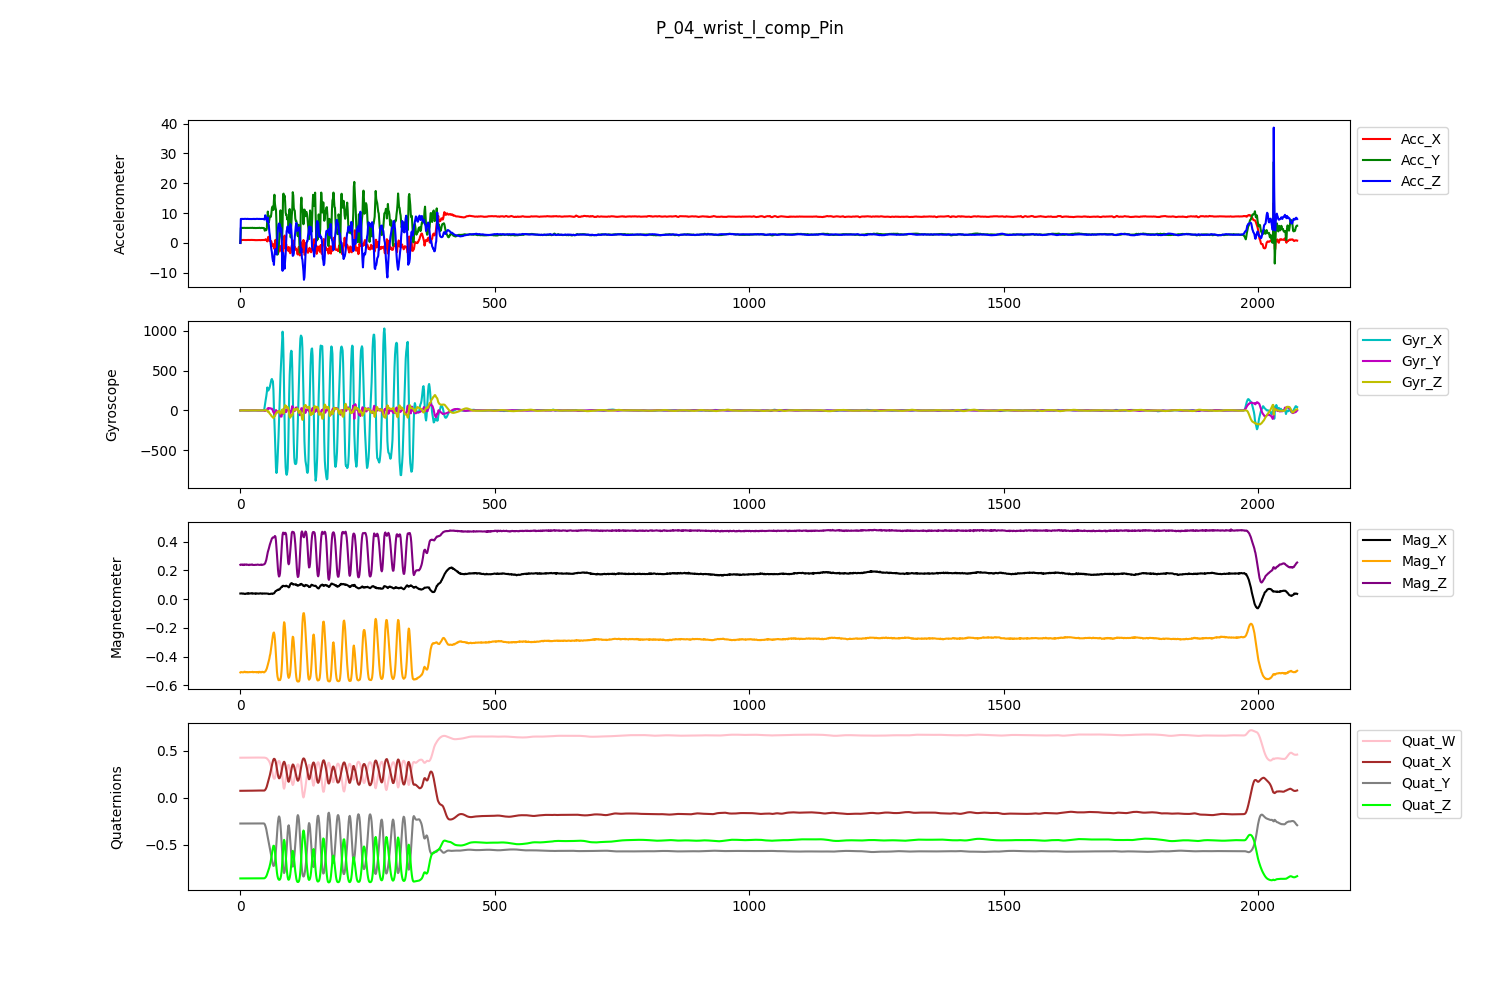 P_04_wrist_l_comp_Pin
Accelerometer
40
30
20
10
0
−10
0 500 1000 1500 2000
Acc_X
Acc_Y
Acc_Z
Gyroscope
1000
500
0
−500
0 500 1000 1500 2000
Gyr_X
Gyr_Y
Gyr_Z
Magnetometer
0.4
0.2
0.0
−0.2
−0.4
−0.6
0 500 1000 1500 2000
Mag_X
Mag_Y
Mag_Z
Quaternions
0.5
0.0
−0.5
0 500 1000 1500 2000
Quat_W
Quat_X
Quat_Y
Quat_Z